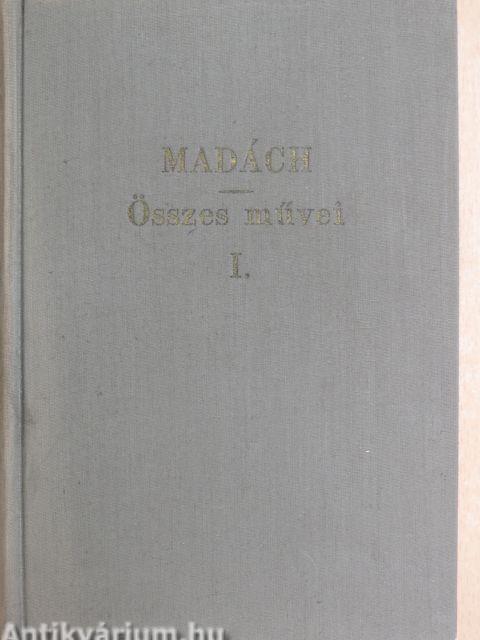 MADÁCH
Összes művei
I.
Antikvárium.hu